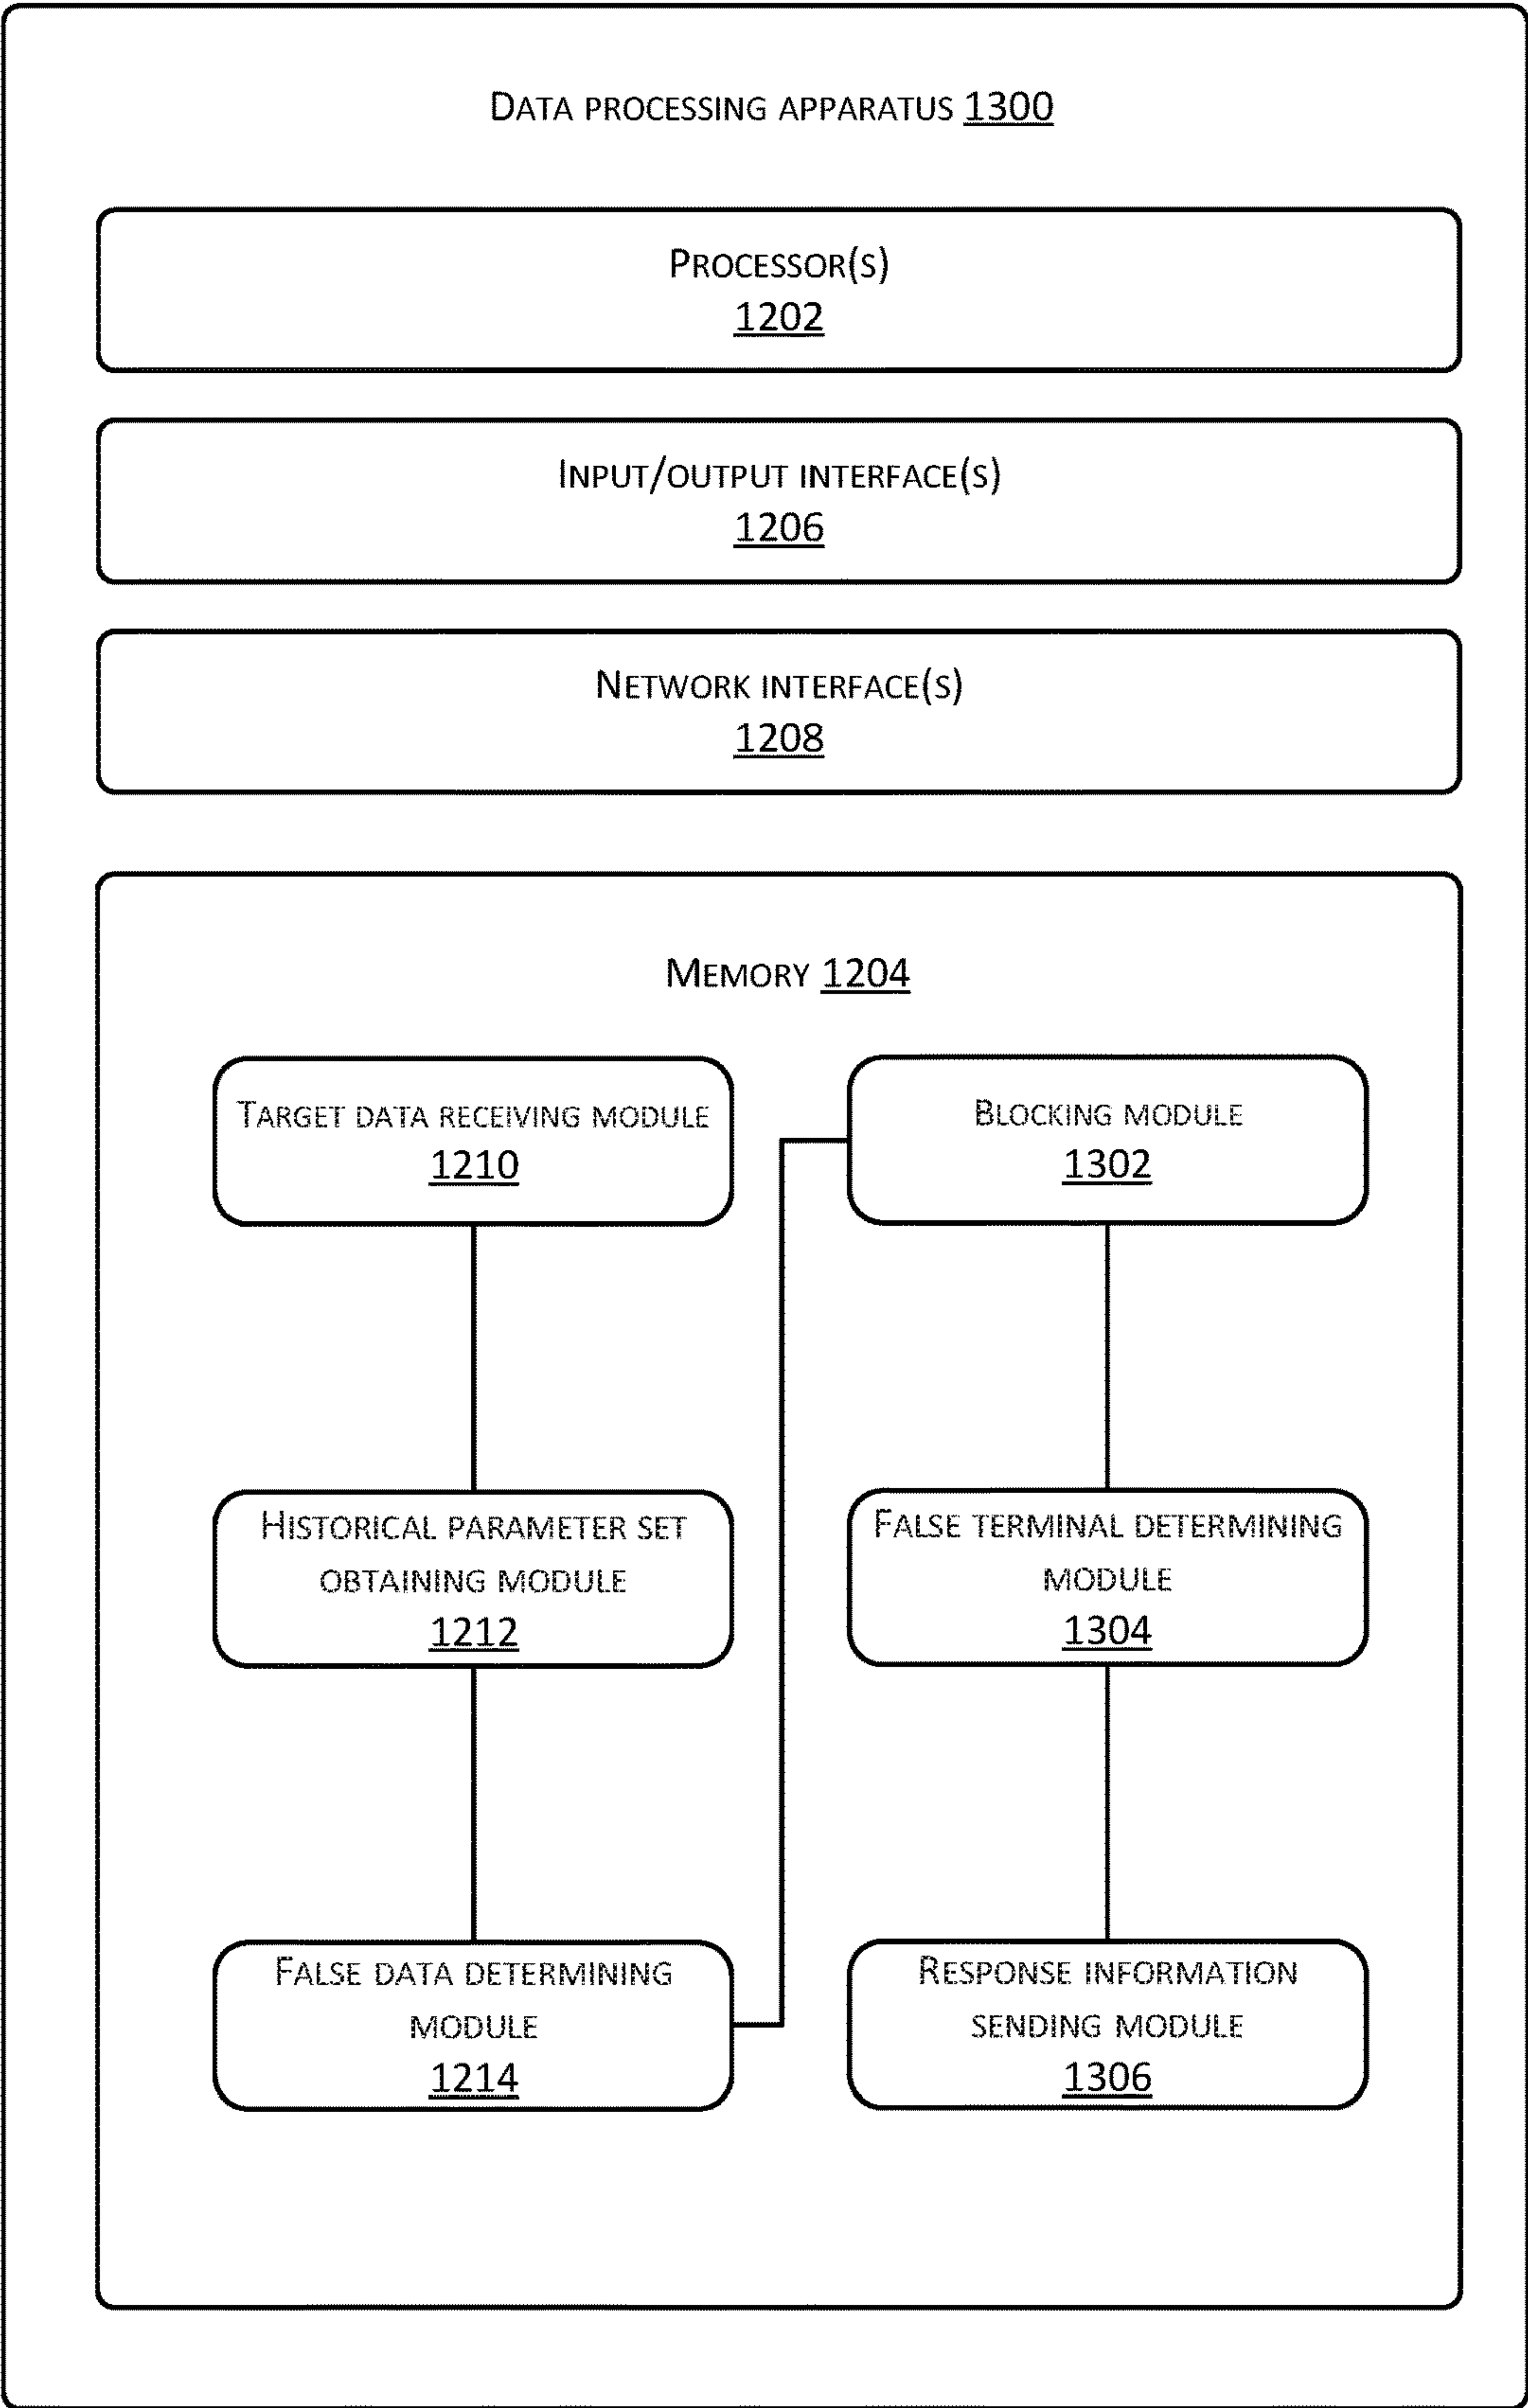 Data processing apparatus 1300
Processor(s)
1202
Input/output interface(s)
1206
Network interface(s)
1208
Memory 1204
Target data receiving module
1210
Historical parameter set
obtaining module
1212
False data determining
module
1214
Blocking module
1302
False terminal determining
module
1304
Response information
sending module
1306